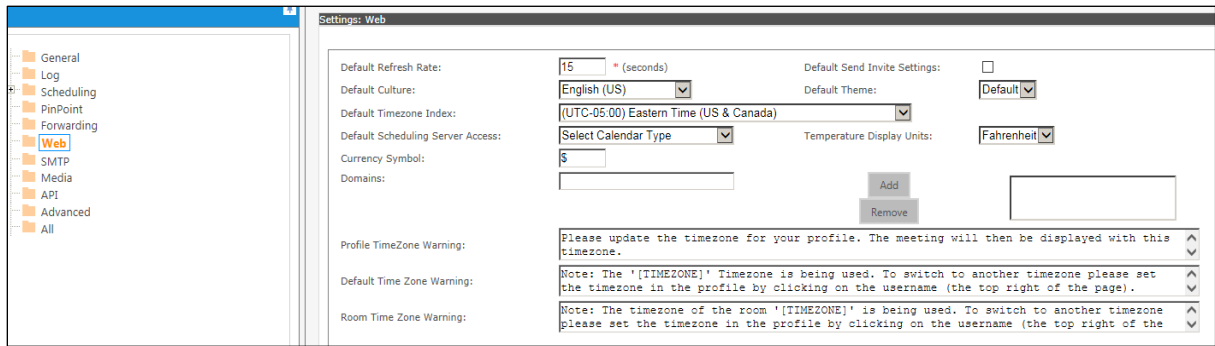 Settings: Web
General
Log
Scheduling
PinPoint
Forwarding
Web
SMTP
Media
API
Advanced
All
Default Refresh Rate: 15 * (seconds) Default Send Invite Settings:
Default Culture: English (US) Default Theme: Default
Default Timezone Index: (UTC-05:00) Eastern Time (US & Canada)
Default Scheduling Server Access: Select Calendar Type Temperature Display Units: Fahrenheit
Currency Symbol: $
Domains: Add
Remove
Profile TimeZone Warning:
Please update the timezone for your profile. The meeting will then be displayed with this
timezone.
Default Time Zone Warning:
Note: The '[TIMEZONE]' Timezone is being used. To switch to another timezone please set
the timezone in the profile by clicking on the username (the top right of the page).
Room Time Zone Warning:
Note: The timezone of the room '[TIMEZONE]' is being used. To switch to another timezone
please set the timezone in the profile by clicking on the username (the top right of the